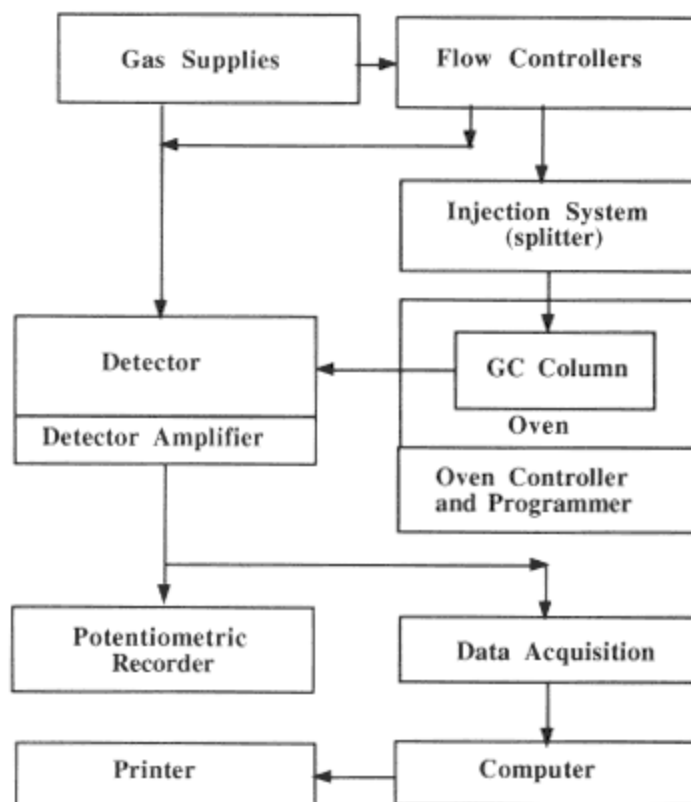 Gas Supplies
Flow Controllers
Injection System
(splitter)
GC Column
Oven
Oven Controller
and Programmer
Detector
Detector Amplifier
Potentiometric
Recorder
Data Acquisition
Printer
Computer